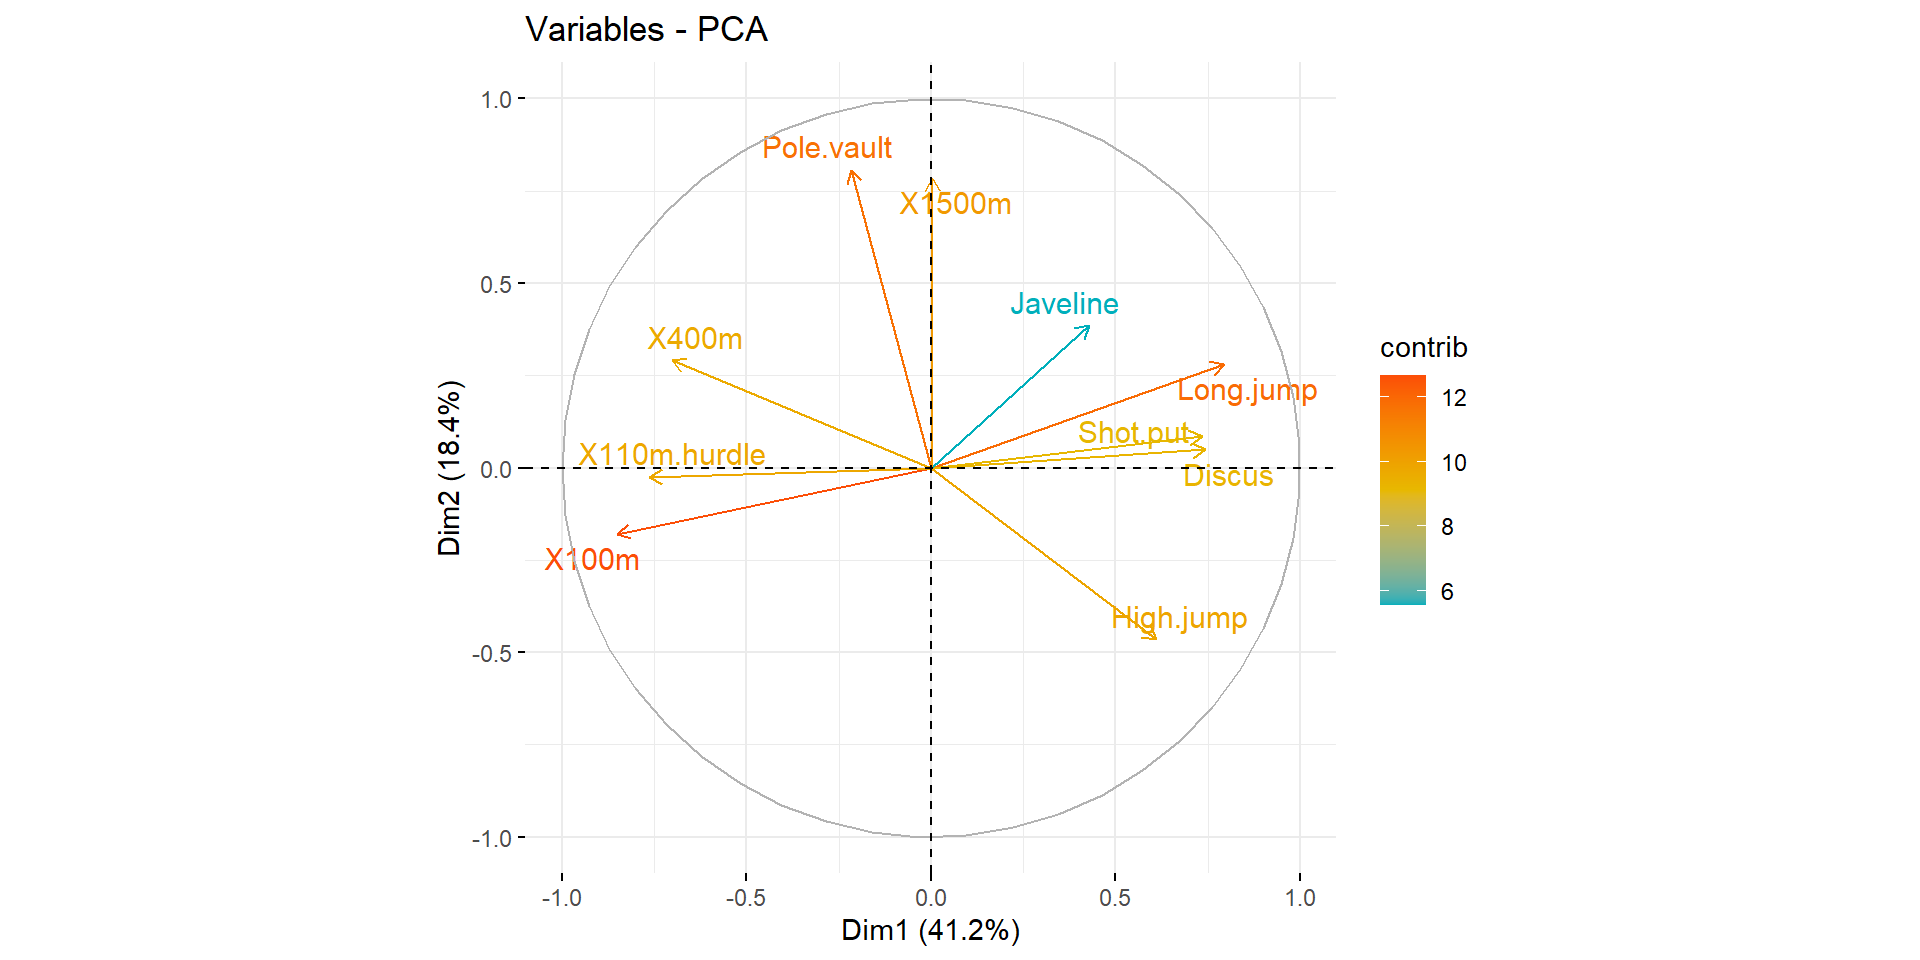 Variables - PCA
1.0
0.5
0.0
-0.5
-1.0
Dim2 (18.4%)
Pole.vault
X1500m
Javeline
X400m
Long.jump
Shot.put
X110m.hurdle
Discus
X100m
High.jump
-1.0
-0.5
0.0
0.5
1.0
Dim1 (41.2%)
contrib
12
10
8
6